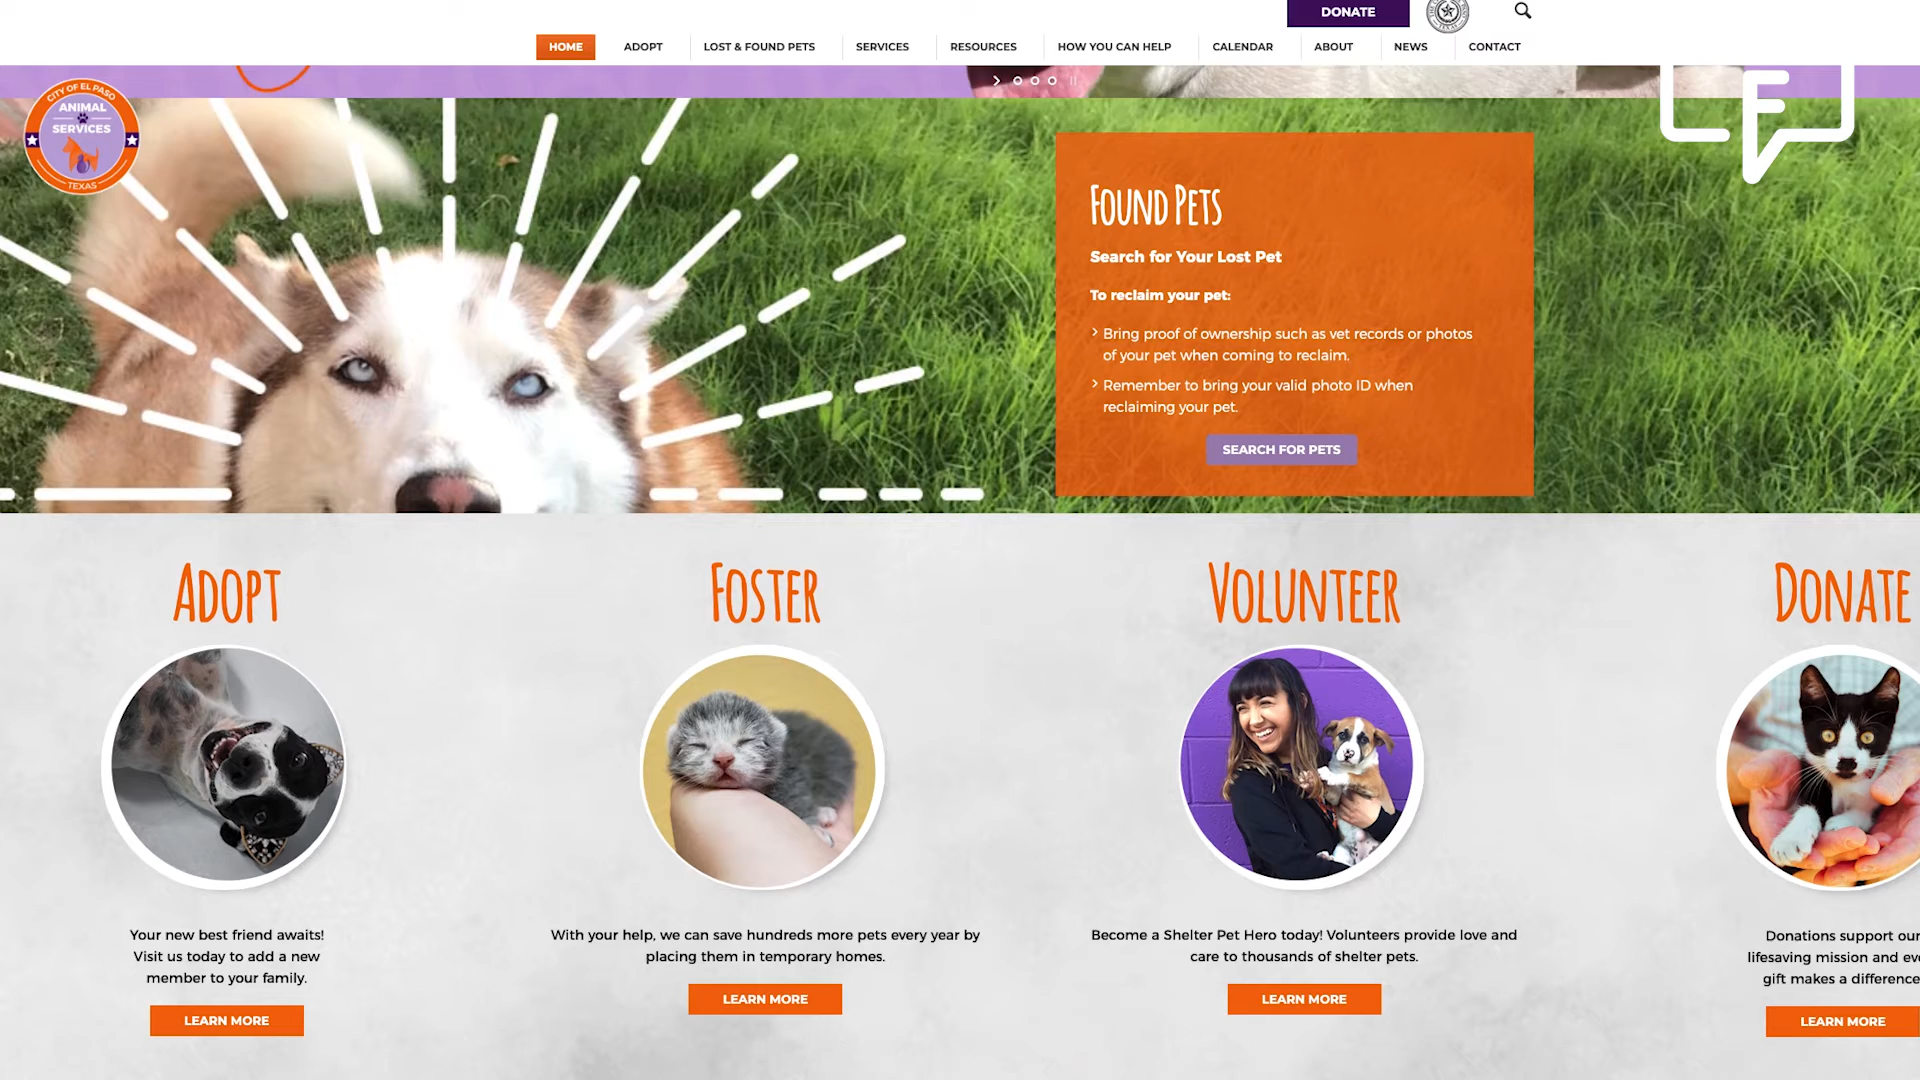 DONATE
HOME
ADOPT
LOST & FOUND PETS
SERVICES
RESOURCES
HOW YOU CAN HELP
CALENDAR
ABOUT
NEWS
CONTACT
CITY OF EL PASO
ANIMAL
SERVICES
TEXAS
F
FOUND PETS
Search for Your Lost Pet
To reclaim your pet:
Bring proof of ownership such as vet records or photos
of your pet when coming to reclaim.
Remember to bring your valid photo ID when
reclaiming your pet.
SEARCH FOR PETS
ADOPT
Your new best friend awaits!
Visit us today to add a new
member to your family.
LEARN MORE
FOSTER
With your help, we can save hundreds more pets every year by
placing them in temporary homes.
LEARN MORE
VOLUNTEER
Become a Shelter Pet Hero today! Volunteers provide love and
care to thousands of shelter pets.
LEARN MORE
DONATE
Donations support our
lifesaving mission and
gift makes a difference
LEARN MORE